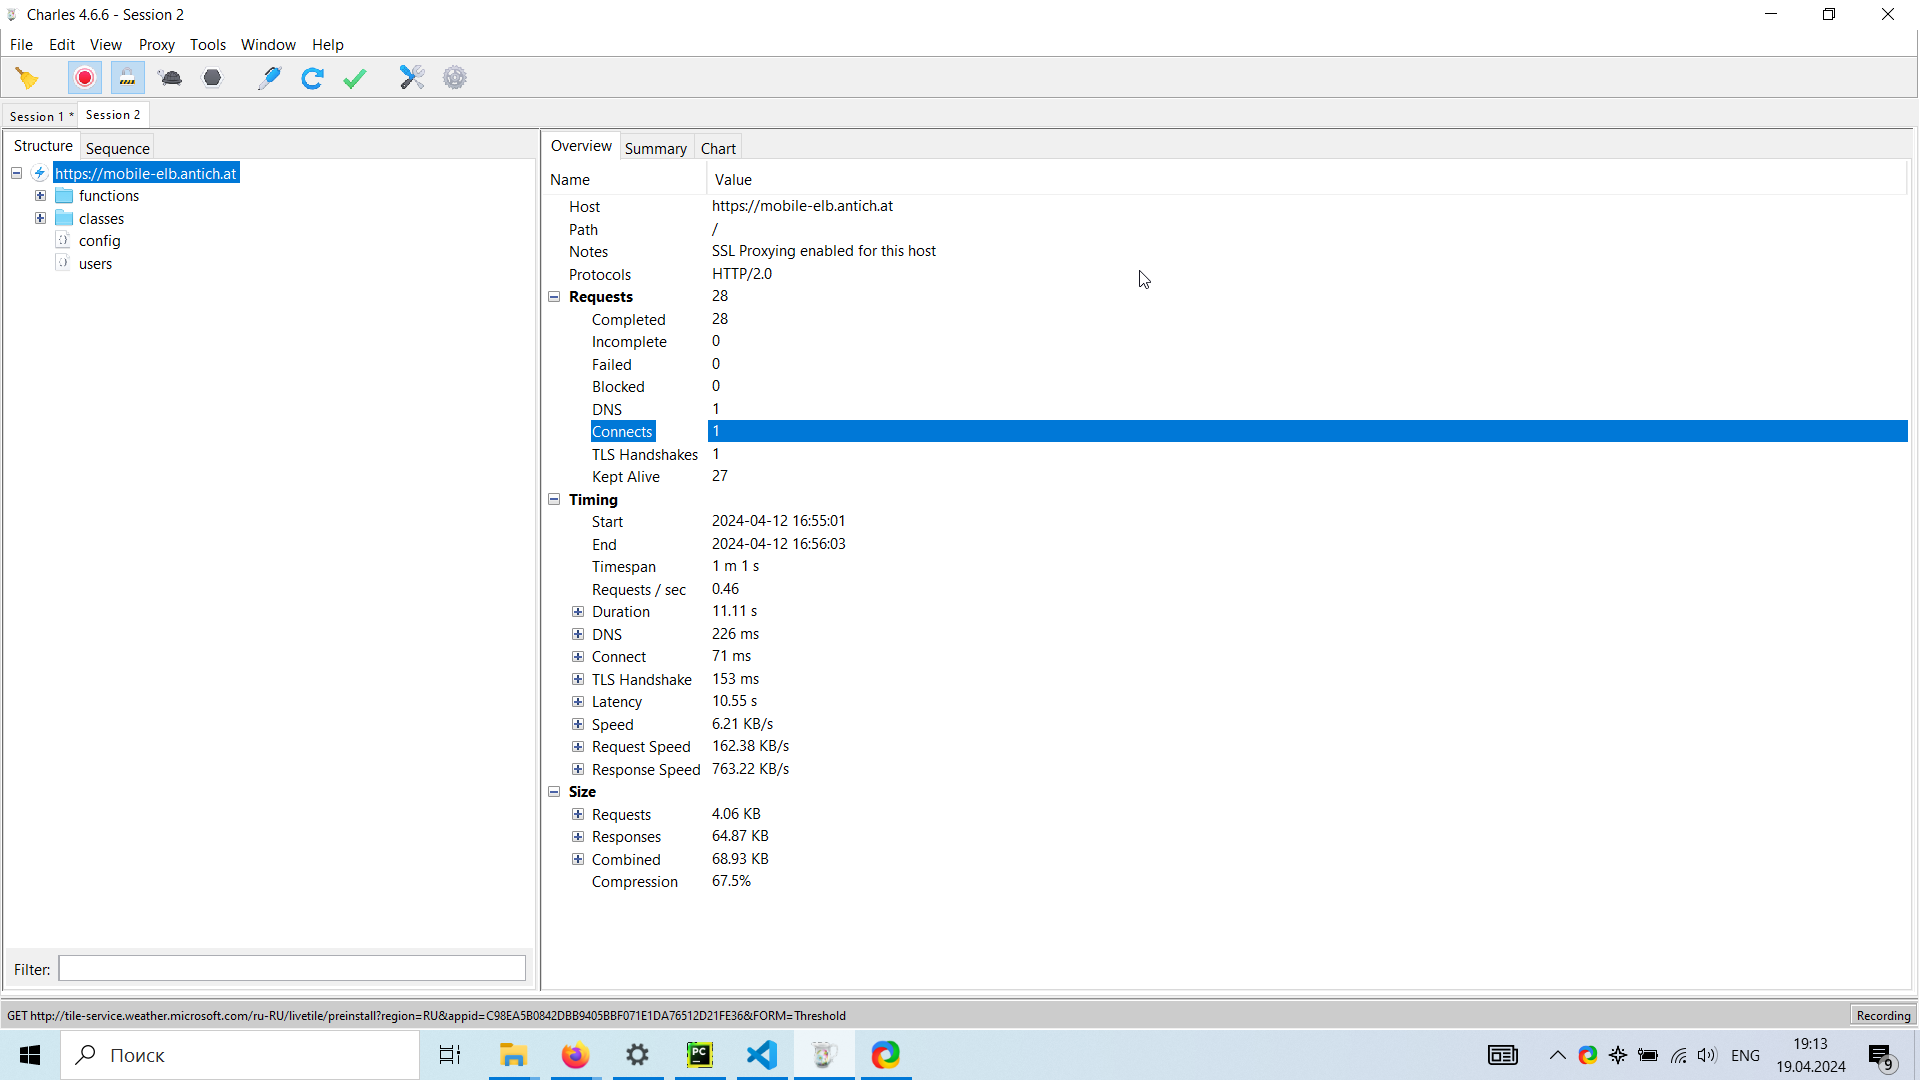 Charles 4.6.6 - Session 2
File Edit View Proxy Tools Window Help
Session 1 * Session 2
Structure Sequence
https://mobile-elb.antich.at
functions
classes
config
users
Filter:
Overview Summary Chart
Name Value
Host https://mobile-elb.antich.at
Path /
Notes SSL Proxying enabled for this host
Protocols HTTP/2.0
Requests 28
Completed 28
Incomplete 0
Failed 0
Blocked 0
DNS 1
Connects 1
TLS Handshakes 1
Kept Alive 27
Timing
Start 2024-04-12 16:55:01
End 2024-04-12 16:56:03
Timespan 1 m 1 s
Requests / sec 0.46
Duration 11.11 s
DNS 226 ms
Connect 71 ms
TLS Handshake 153 ms
Latency 10.55 s
Speed 6.21 KB/s
Request Speed 162.38 KB/s
Response Speed 763.22 KB/s
Size
Requests 4.06 KB
Responses 64.87 KB
Combined 68.93 KB
Compression 67.5%
GET http://tile-service.weather.microsoft.com/ru-RU/livetile/preinstall?region=RU&appid=C98EA5B0842DBB9405BBF071E1DA76512D21FE36&FORM=Threshold Recording
Поиск PC ENG 19:13
19.04.2024 9